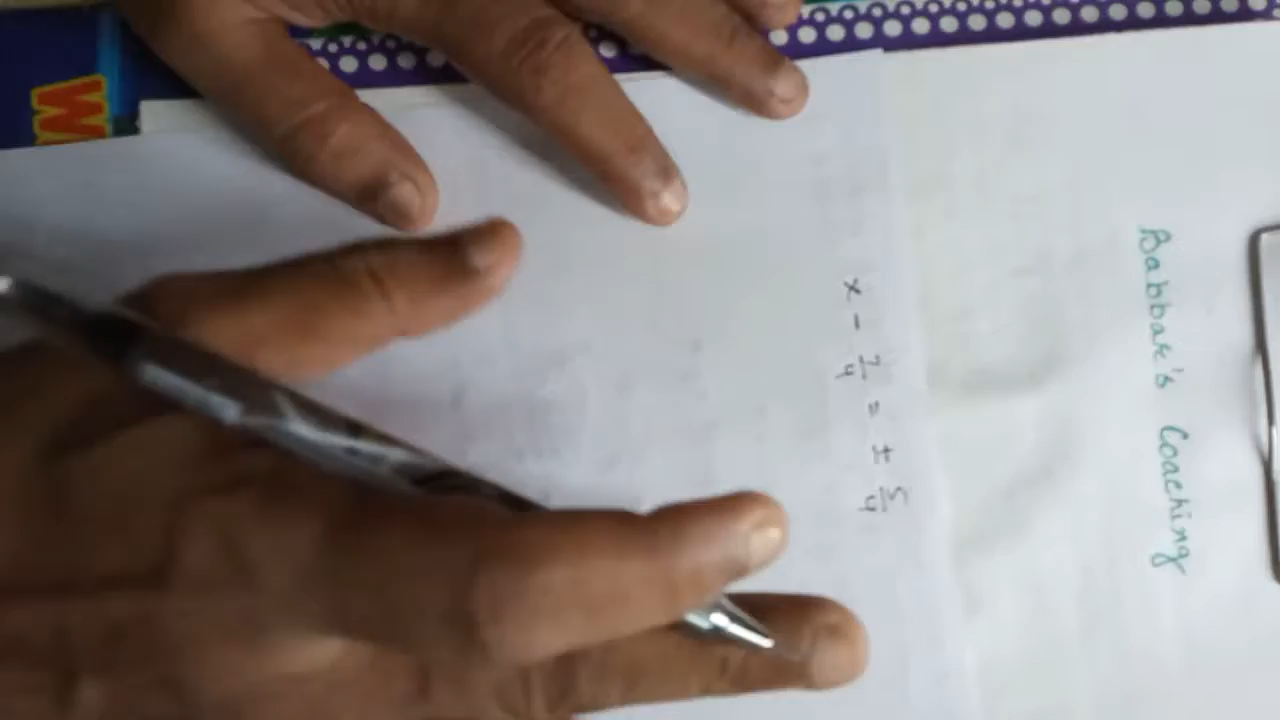 Babbar's Coaching
x - 7/4 = ± 5/4
W